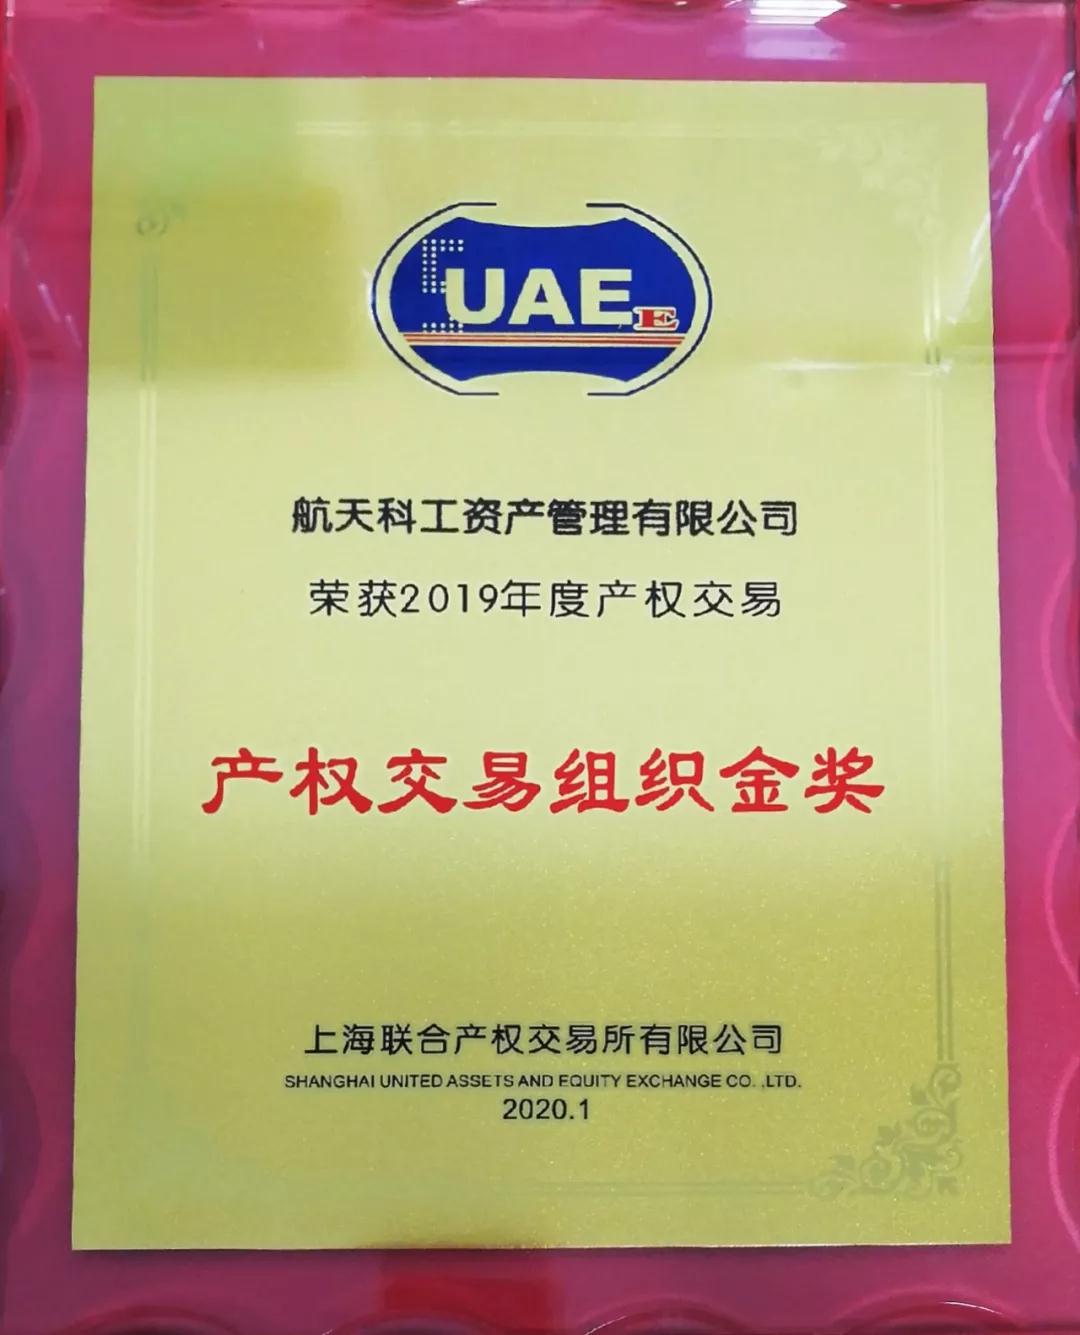 SUAEE
航天科工资产管理有限公司
荣获2019年度产权交易
产权交易组织金奖
上海联合产权交易所有限公司
SHANGHAI UNITED ASSETS AND EQUITY EXCHANGE CO. ,LTD.
2020.1